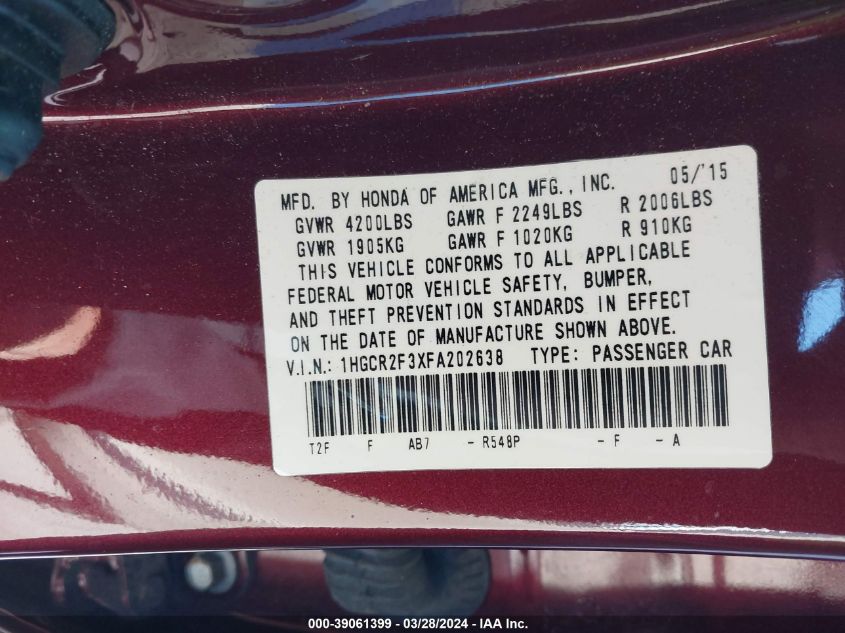 MFD. BY HONDA OF AMERICA MFG., INC. 05/'15
GVWR 4200LBS GAWR F 2249LBS R 2006LBS
GVWR 1905KG GAWR F 1020KG R 910KG
THIS VEHICLE CONFORMS TO ALL APPLICABLE
FEDERAL MOTOR VEHICLE SAFETY, BUMPER,
AND THEFT PREVENTION STANDARDS IN EFFECT
ON THE DATE OF MANUFACTURE SHOWN ABOVE.
V.I.N.: 1HGCR2F3XFA202638 TYPE: PASSENGER CAR
T2F F AB7 - R548P - F - A
000-39061399 | 03/28/2024 | IAA Inc.